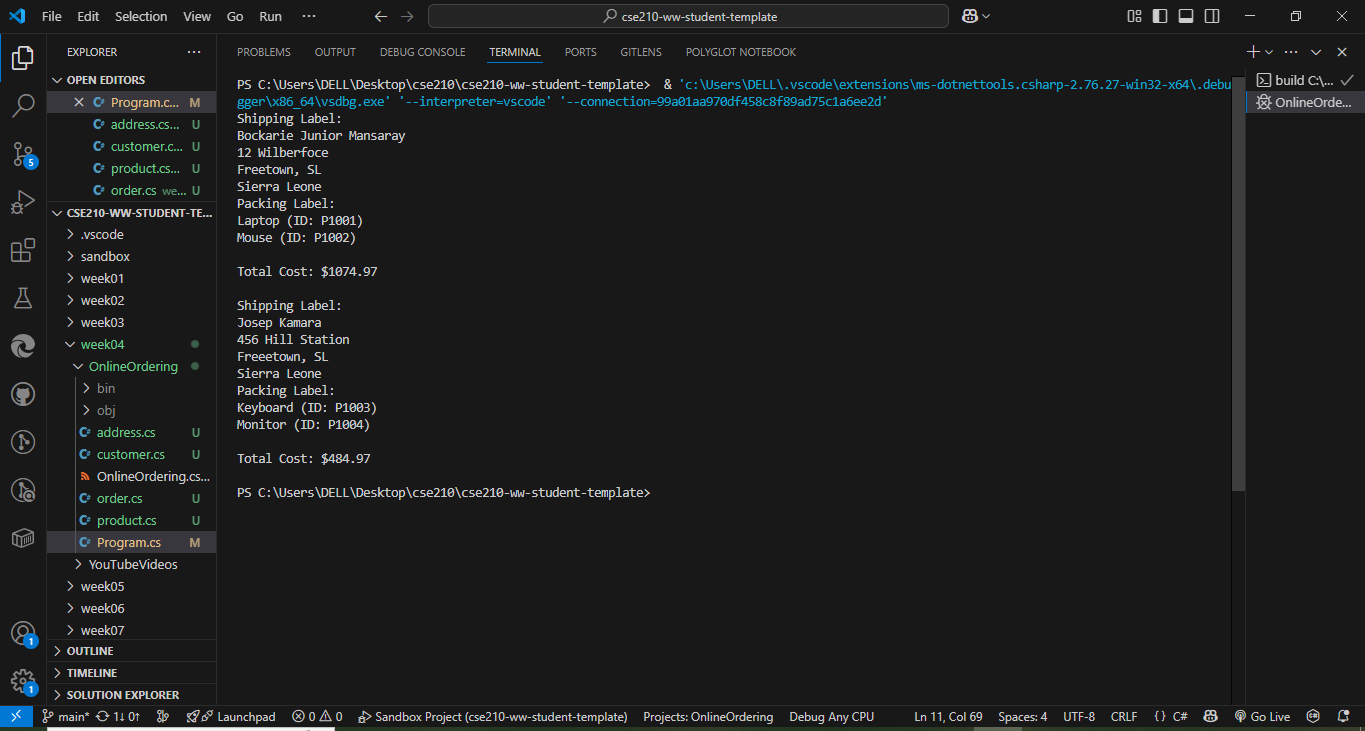 File Edit Selection View Go Run ··· cse210-ww-student-template
EXPLORER ···
OPEN EDITORS
Program.c... M
address.cs... U
customer.c... U
product.cs... U
order.cs we... U
CSE210-WW-STUDENT-TE...
.vscode
sandbox
week01
week02
week03
week04
OnlineOrdering
bin
obj
address.cs U
customer.cs U
OnlineOrdering.cs...
order.cs U
product.cs U
Program.cs M
YouTubeVideos
week05
week06
week07
OUTLINE
TIMELINE
SOLUTION EXPLORER
5
1
1
PROBLEMS OUTPUT DEBUG CONSOLE TERMINAL PORTS GITLENS POLYGLOT NOTEBOOK
PS C:\Users\DELL\Desktop\cse210\cse210-ww-student-template> & 'c:\Users\DELL\.vscode\extensions\ms-dotnettools.csharp-2.76.27-win32-x64\.debu
gger\x86_64\vsdbg.exe' '--interpreter=vscode' '--connection=99a01aa970df458c8f89ad75c1a6ee2d'
Shipping Label:
Bockarie Junior Mansaray
12 Wilberfoce
Freetown, SL
Sierra Leone
Packing Label:
Laptop (ID: P1001)
Mouse (ID: P1002)
Total Cost: $1074.97
Shipping Label:
Josep Kamara
456 Hill Station
Freeetown, SL
Sierra Leone
Packing Label:
Keyboard (ID: P1003)
Monitor (ID: P1004)
Total Cost: $484.97
PS C:\Users\DELL\Desktop\cse210\cse210-ww-student-template>
build C:\...
OnlineOrde...
main* 1↓ 0↑ Launchpad 0 0 Sandbox Project (cse210-ww-student-template) Projects: OnlineOrdering Debug Any CPU Ln 11, Col 69 Spaces: 4 UTF-8 CRLF {} C# Go Live